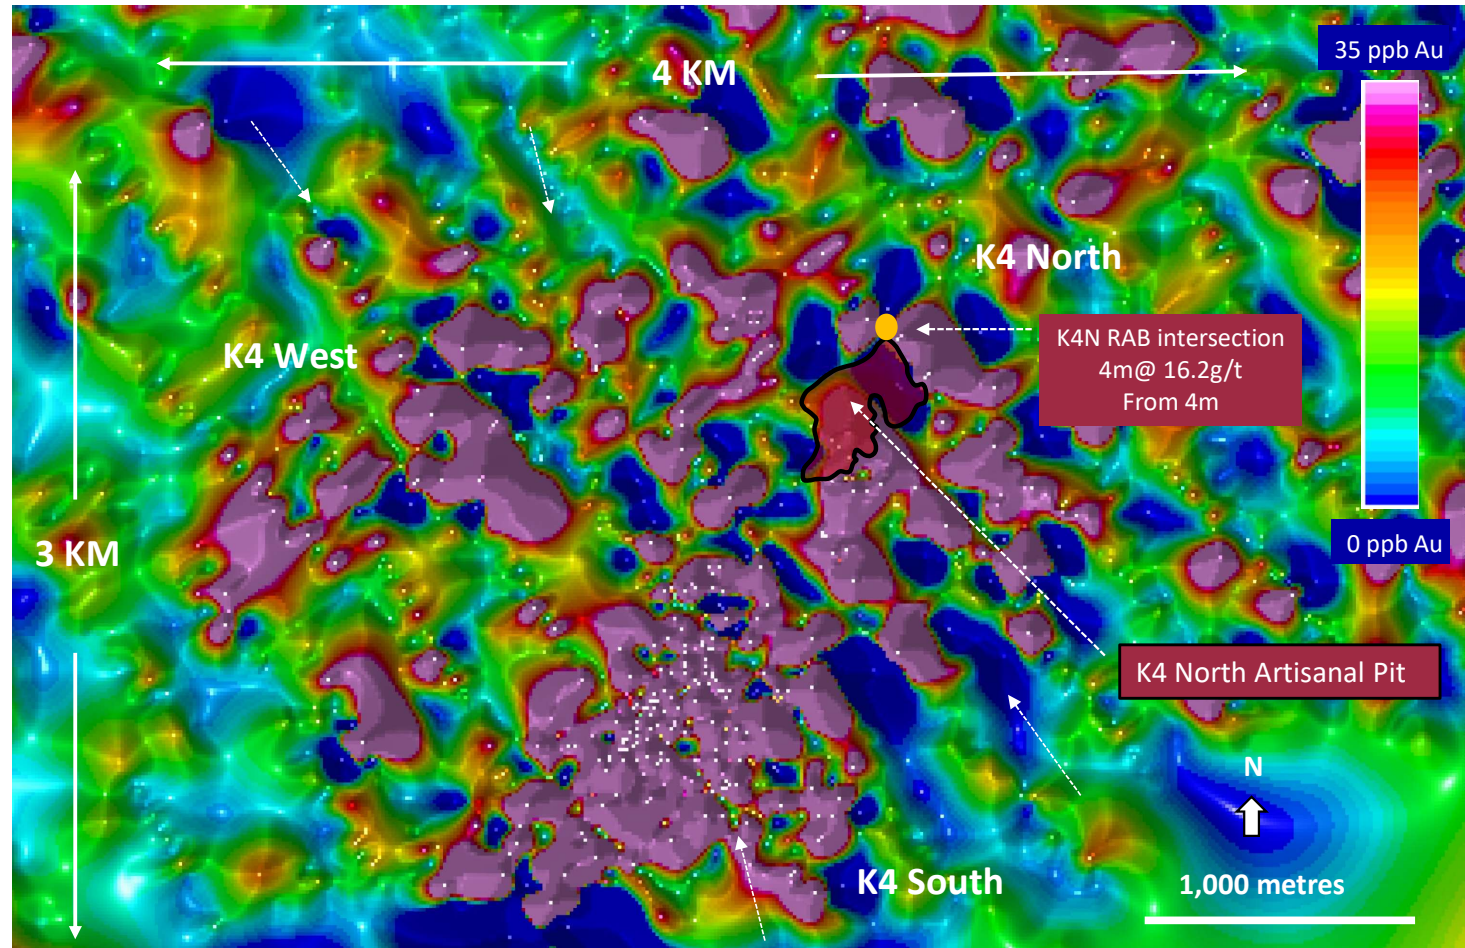 35 ppb Au
4 KM
K4 North
K4N RAB intersection
4m@ 16.2g/t
From 4m
K4 West
3 KM
0 ppb Au
K4 North Artisanal Pit
N
K4 South
1,000 metres